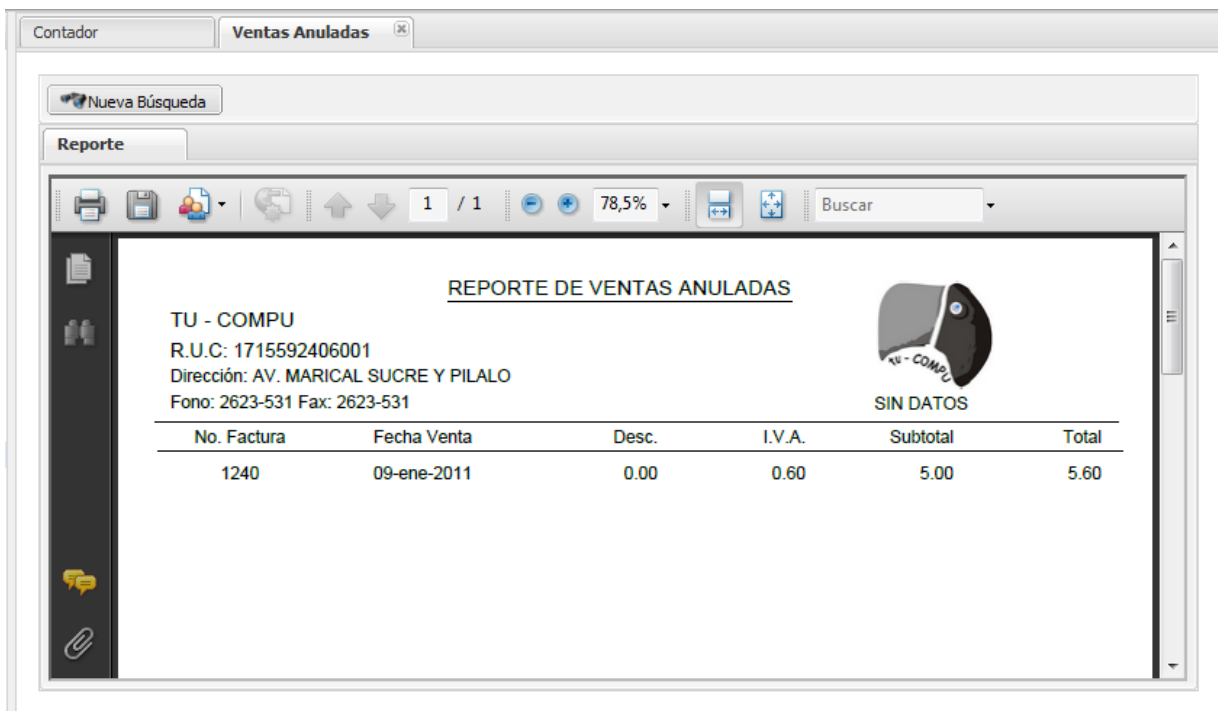 Contador Ventas Anuladas
Nueva Búsqueda
Reporte
1 / 1 78,5% Buscar
REPORTE DE VENTAS ANULADAS
TU - COMPU
R.U.C: 1715592406001
Dirección: AV. MARICAL SUCRE Y PILALO
Fono: 2623-531 Fax: 2623-531
TU - COMPU
SIN DATOS
No. Factura Fecha Venta Desc. I.V.A. Subtotal Total
1240 09-ene-2011 0.00 0.60 5.00 5.60